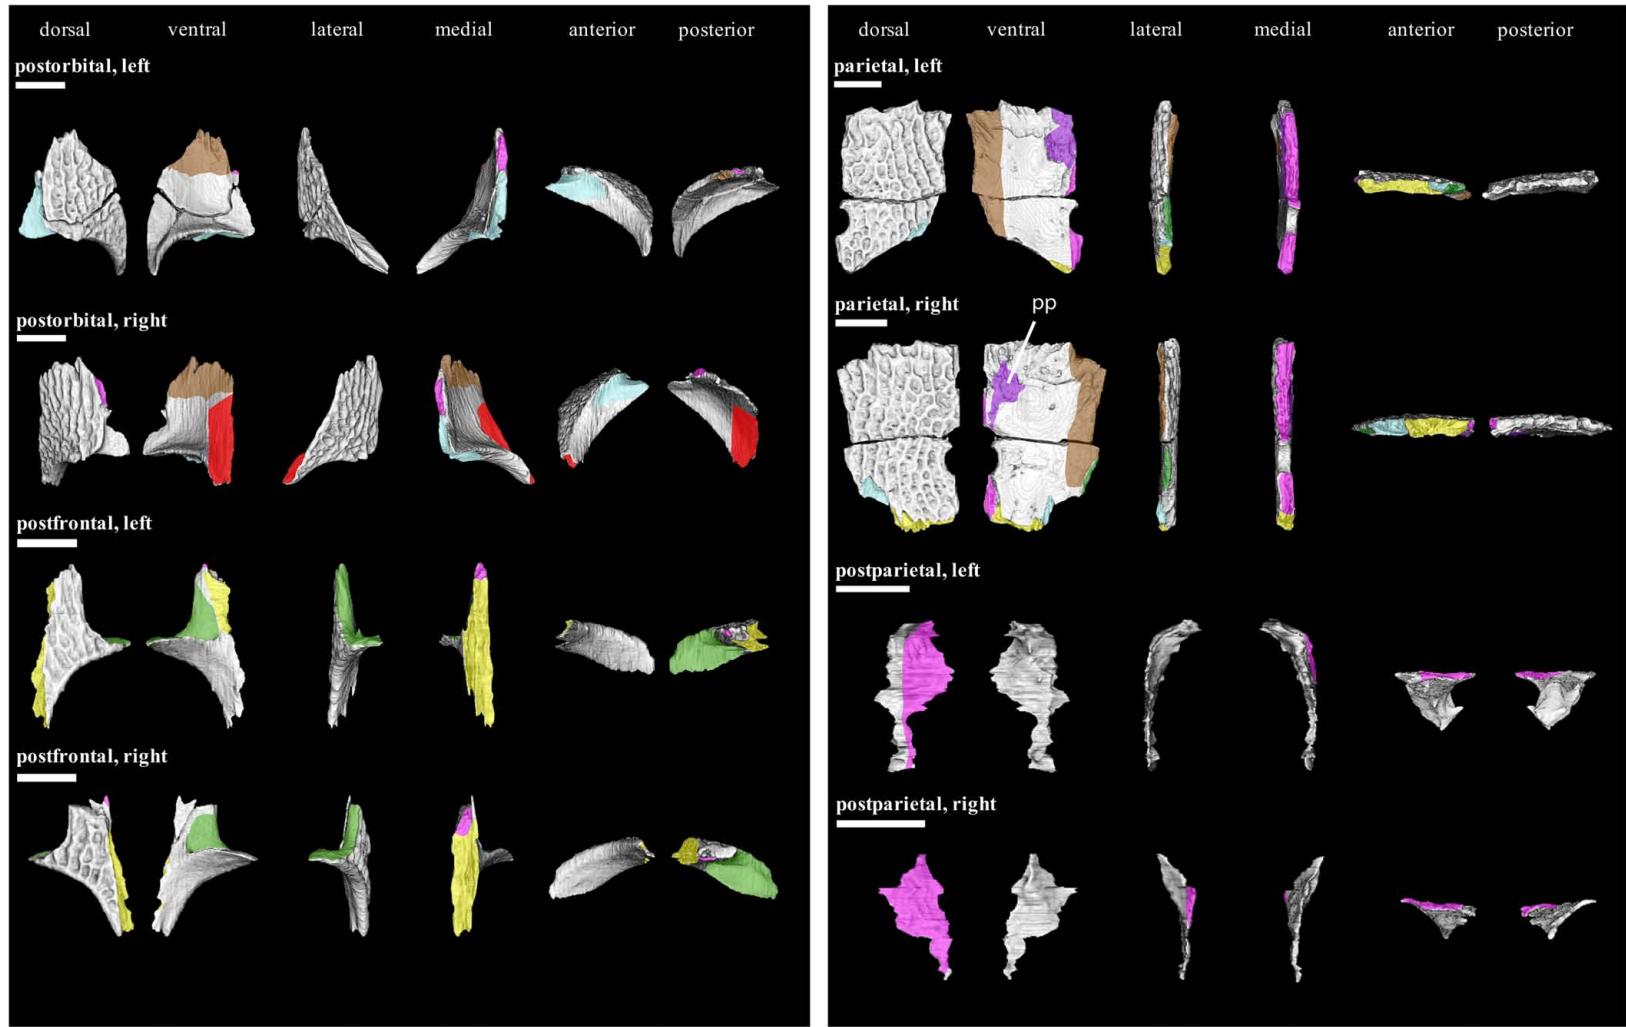 dorsal ventral lateral medial anterior posterior
postorbital, left
postorbital, right
postfrontal, left
postfrontal, right
dorsal ventral lateral medial anterior posterior
parietal, left
parietal, right
pp
postparietal, left
postparietal, right